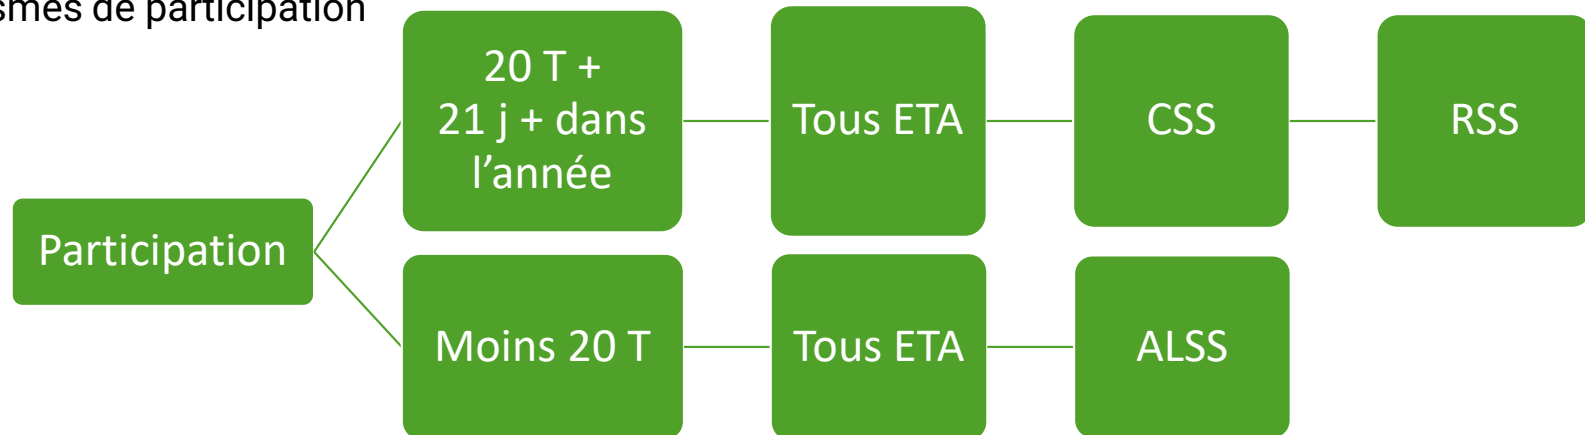 smes de participation
20 T +
21 j + dans
l’année
Tous ETA
CSS
RSS
Participation
Moins 20 T
Tous ETA
ALSS